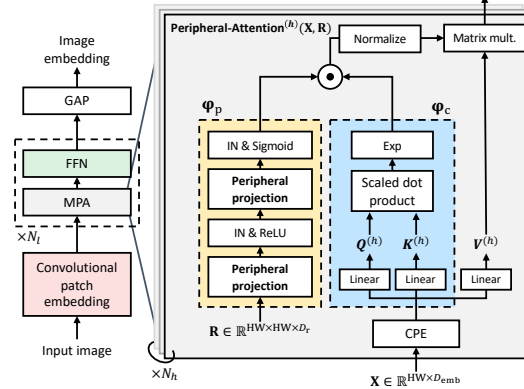 Image
embedding
GAP
FFN
MPA
×N_l
Convolutional
patch
embedding
Input image
Peripheral-Attention^(h)(X, R)
Normalize
Matrix mult.
φ_p
IN & Sigmoid
Peripheral
projection
IN & ReLU
Peripheral
projection
R ∈ ℝ^HW×HW×D_r
φ_c
Exp
Scaled dot
product
Q^(h)
K^(h)
V^(h)
Linear
Linear
Linear
CPE
X ∈ ℝ^HW×D_emb
×N_h